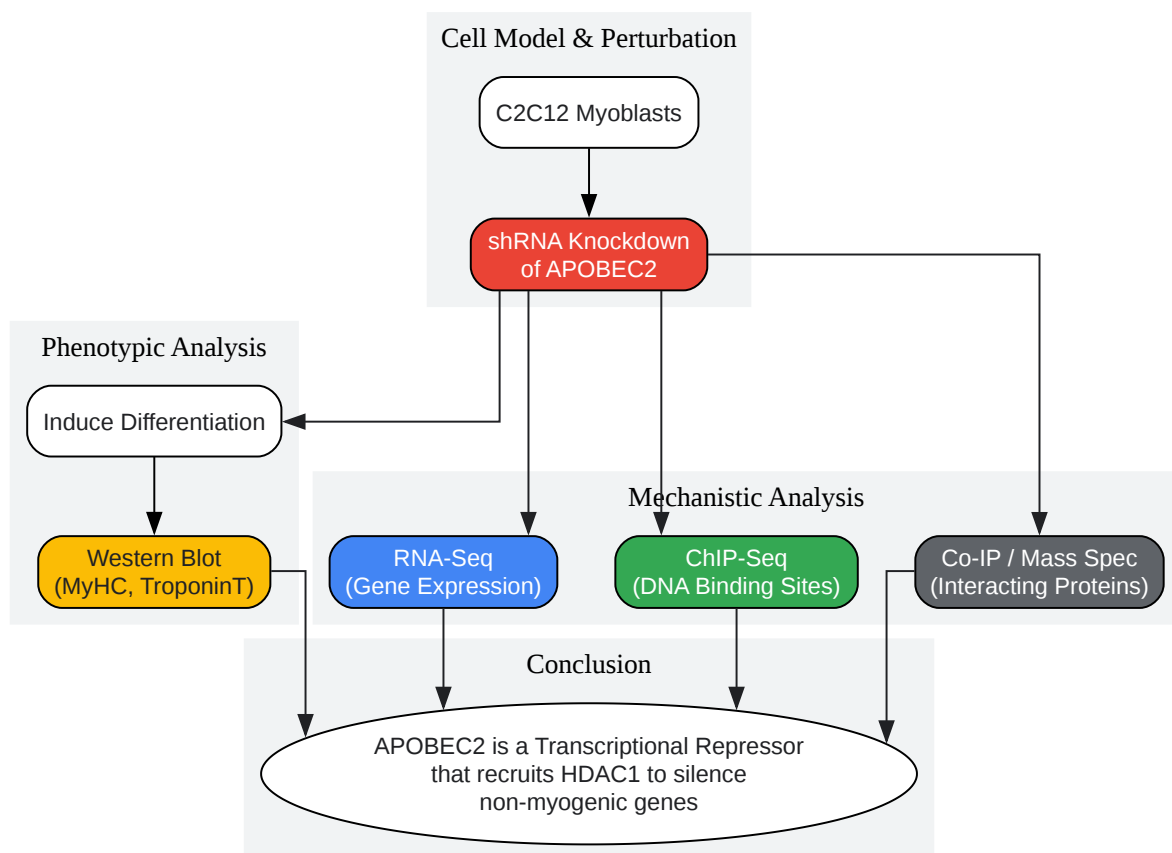 Cell Model & Perturbation
C2C12 Myoblasts
shRNA Knockdown
of APOBEC2
Phenotypic Analysis
Induce Differentiation
Western Blot
(MyHC, TroponinT)
Mechanistic Analysis
RNA-Seq
(Gene Expression)
ChIP-Seq
(DNA Binding Sites)
Co-IP / Mass Spec
(Interacting Proteins)
Conclusion
APOBEC2 is a Transcriptional Repressor
that recruits HDAC1 to silence
non-myogenic genes